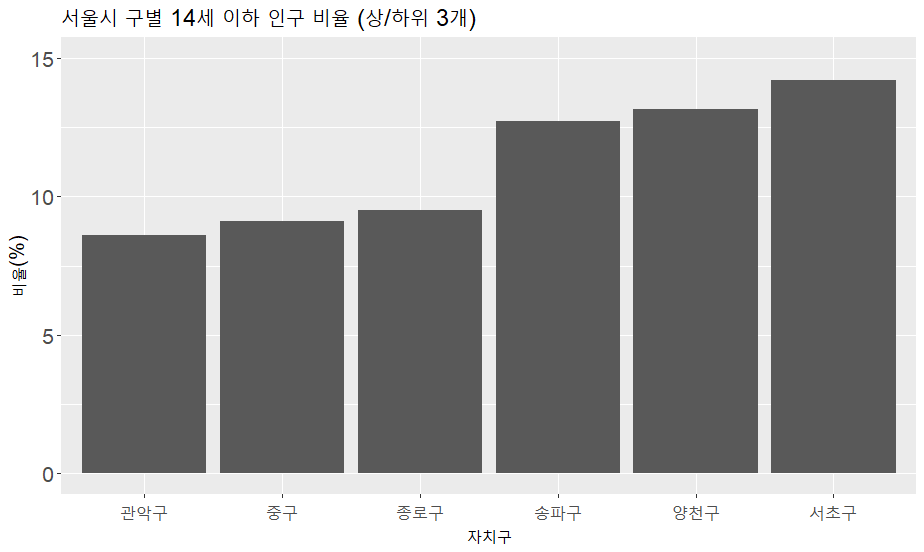 서울시 구별 14세 이하 인구 비율 (상/하위 3개)
비율(%)
15
10
5
0
관악구 중구 종로구 송파구 양천구 서초구
자치구